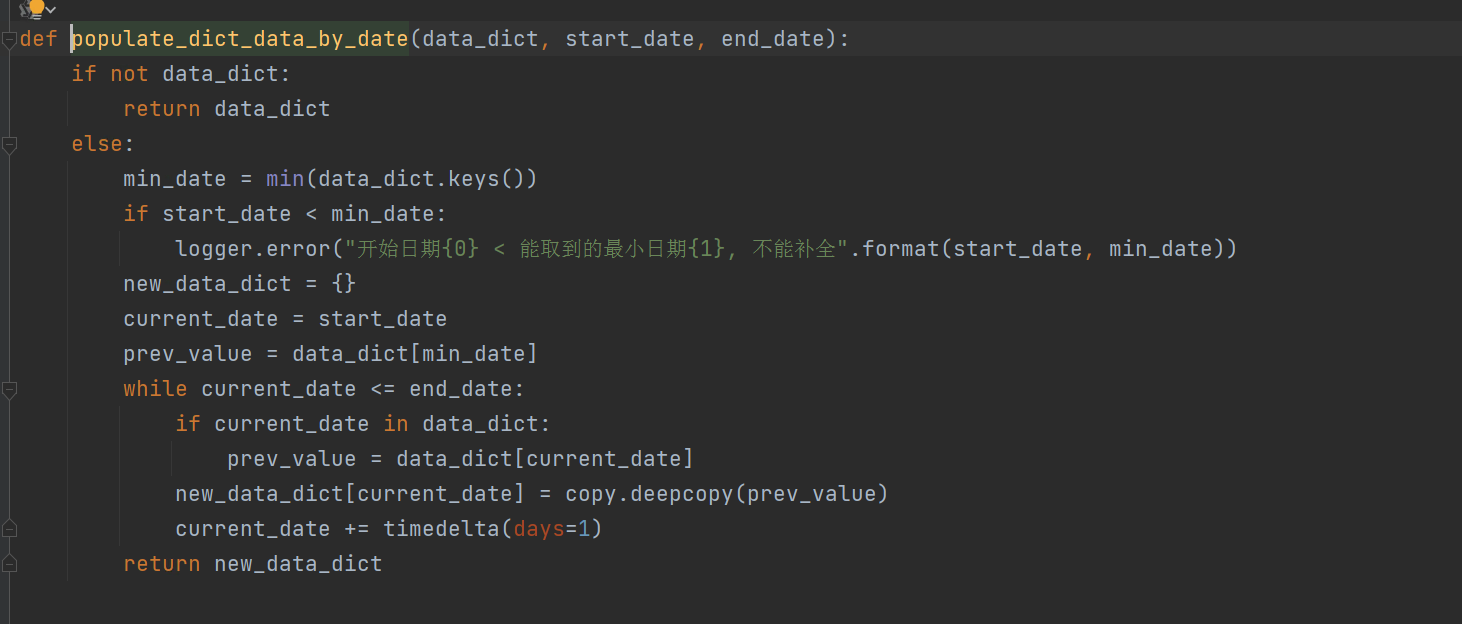 def populate_dict_data_by_date(data_dict, start_date, end_date):
    if not data_dict:
        return data_dict
    else:
        min_date = min(data_dict.keys())
        if start_date < min_date:
            logger.error("开始日期{0} < 能取到的最小日期{1}, 不能补全".format(start_date, min_date))
        new_data_dict = {}
        current_date = start_date
        prev_value = data_dict[min_date]
        while current_date <= end_date:
            if current_date in data_dict:
                prev_value = data_dict[current_date]
            new_data_dict[current_date] = copy.deepcopy(prev_value)
            current_date += timedelta(days=1)
        return new_data_dict